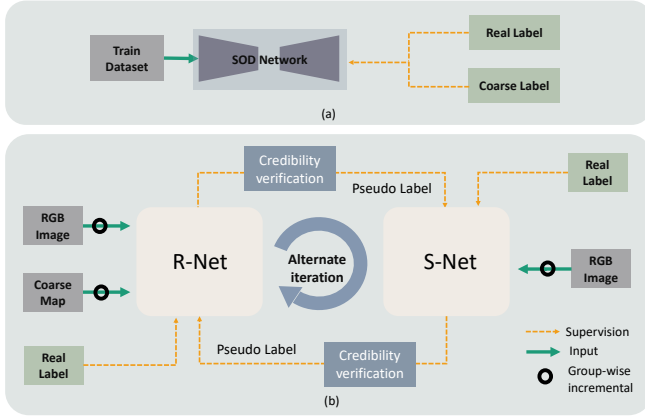 Train
Dataset
SOD Network
Real Label
Coarse Label
(a)
Credibility
verification
Pseudo Label
Real
Label
RGB
Image
R-Net
Alternate
iteration
S-Net
RGB
Image
Coarse
Map
Pseudo Label
Credibility
verification
Real
Label
Supervision
Input
Group-wise
incremental
(b)